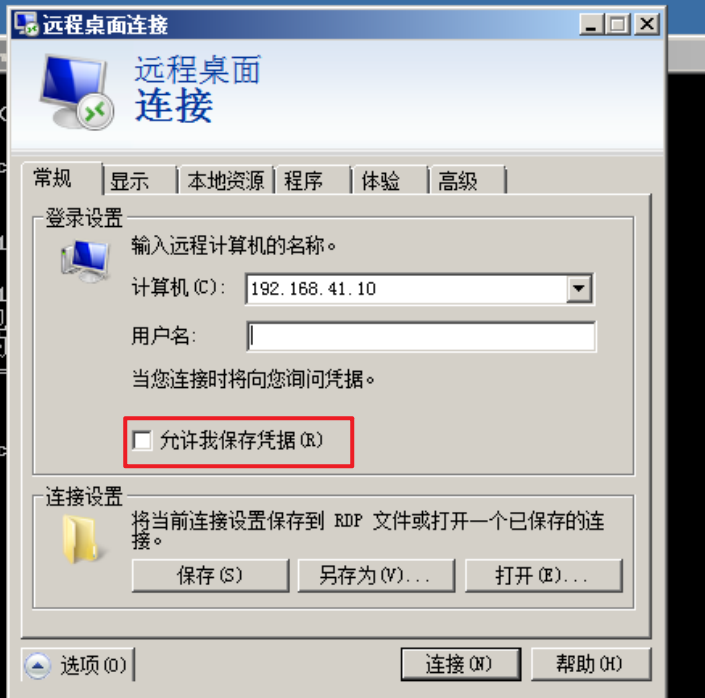 远程桌面连接
远程桌面
连接
常规 显示 本地资源 程序 体验 高级
登录设置
输入远程计算机的名称。
计算机(C): 192.168.41.10
用户名:
当您连接时将向您询问凭据。
允许我保存凭据(R)
连接设置
将当前连接设置保存到 RDP 文件或打开一个已保存的连
接。
保存(S) 另存为(V)... 打开(E)...
选项(O) 连接(N) 帮助(H)